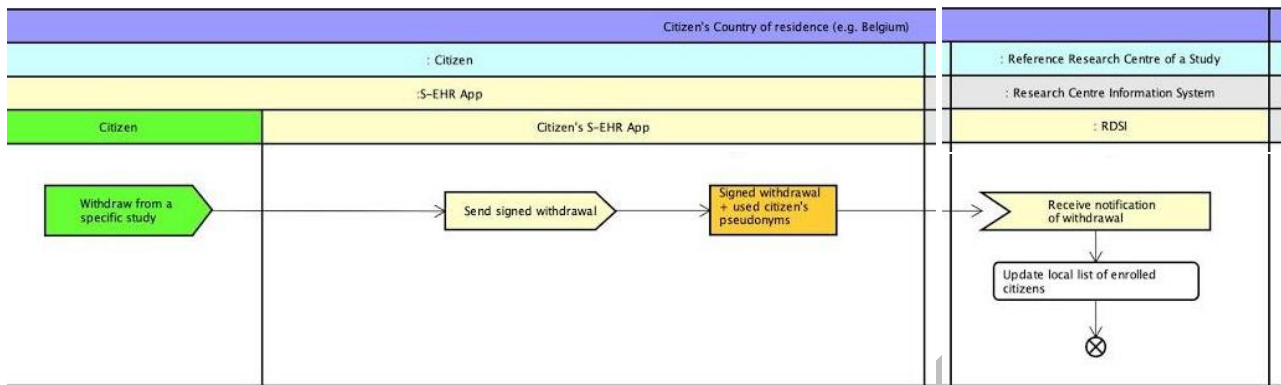 Citizen's Country of residence (e.g. Belgium)
: Citizen
: Reference Research Centre of a Study
:S-EHR App
: Research Centre Information System
Citizen
Citizen's S-EHR App
: RDSI
Withdraw from a
specific study
Send signed withdrawal
Signed withdrawal
+ used citizen's
pseudonyms
Receive notification
of withdrawal
Update local list of enrolled
citizens